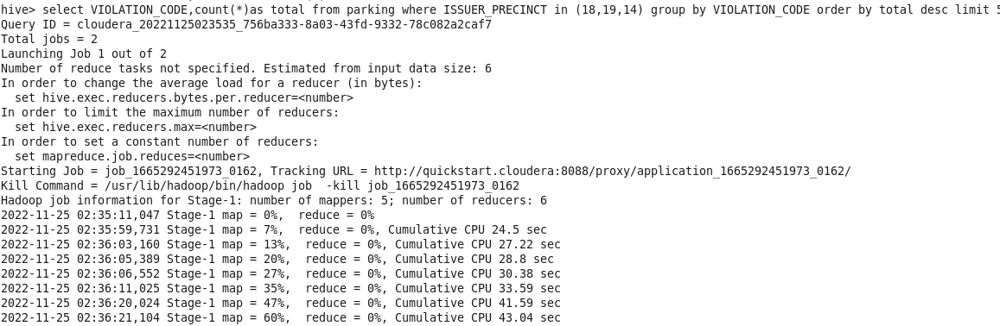 hive> select VIOLATION_CODE,count(*)as total from parking where ISSUER_PRECINCT in (18,19,14) group by VIOLATION_CODE order by total desc limit 5
Query ID = cloudera_20221125023535_756ba333-8a03-43fd-9332-78c082a2caf7
Total jobs = 2
Launching Job 1 out of 2
Number of reduce tasks not specified. Estimated from input data size: 6
In order to change the average load for a reducer (in bytes):
  set hive.exec.reducers.bytes.per.reducer=<number>
In order to limit the maximum number of reducers:
  set hive.exec.reducers.max=<number>
In order to set a constant number of reducers:
  set mapreduce.job.reduces=<number>
Starting Job = job_1665292451973_0162, Tracking URL = http://quickstart.cloudera:8088/proxy/application_1665292451973_0162/
Kill Command = /usr/lib/hadoop/bin/hadoop job  -kill job_1665292451973_0162
Hadoop job information for Stage-1: number of mappers: 5; number of reducers: 6
2022-11-25 02:35:11,047 Stage-1 map = 0%,  reduce = 0%
2022-11-25 02:35:59,731 Stage-1 map = 7%,  reduce = 0%, Cumulative CPU 24.5 sec
2022-11-25 02:36:03,160 Stage-1 map = 13%,  reduce = 0%, Cumulative CPU 27.22 sec
2022-11-25 02:36:05,389 Stage-1 map = 20%,  reduce = 0%, Cumulative CPU 28.8 sec
2022-11-25 02:36:06,552 Stage-1 map = 27%,  reduce = 0%, Cumulative CPU 30.38 sec
2022-11-25 02:36:11,025 Stage-1 map = 35%,  reduce = 0%, Cumulative CPU 33.59 sec
2022-11-25 02:36:20,024 Stage-1 map = 47%,  reduce = 0%, Cumulative CPU 41.59 sec
2022-11-25 02:36:21,104 Stage-1 map = 60%,  reduce = 0%, Cumulative CPU 43.04 sec